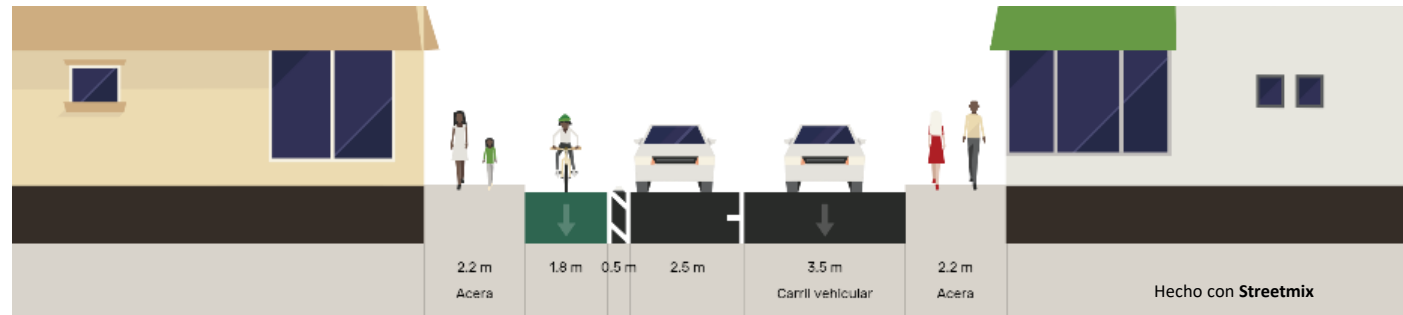 2.2 m 1.8 m 0.5 m 2.5 m 3.5 m 2.2 m
Acera Carril vehicular Acera
Hecho con Streetmix